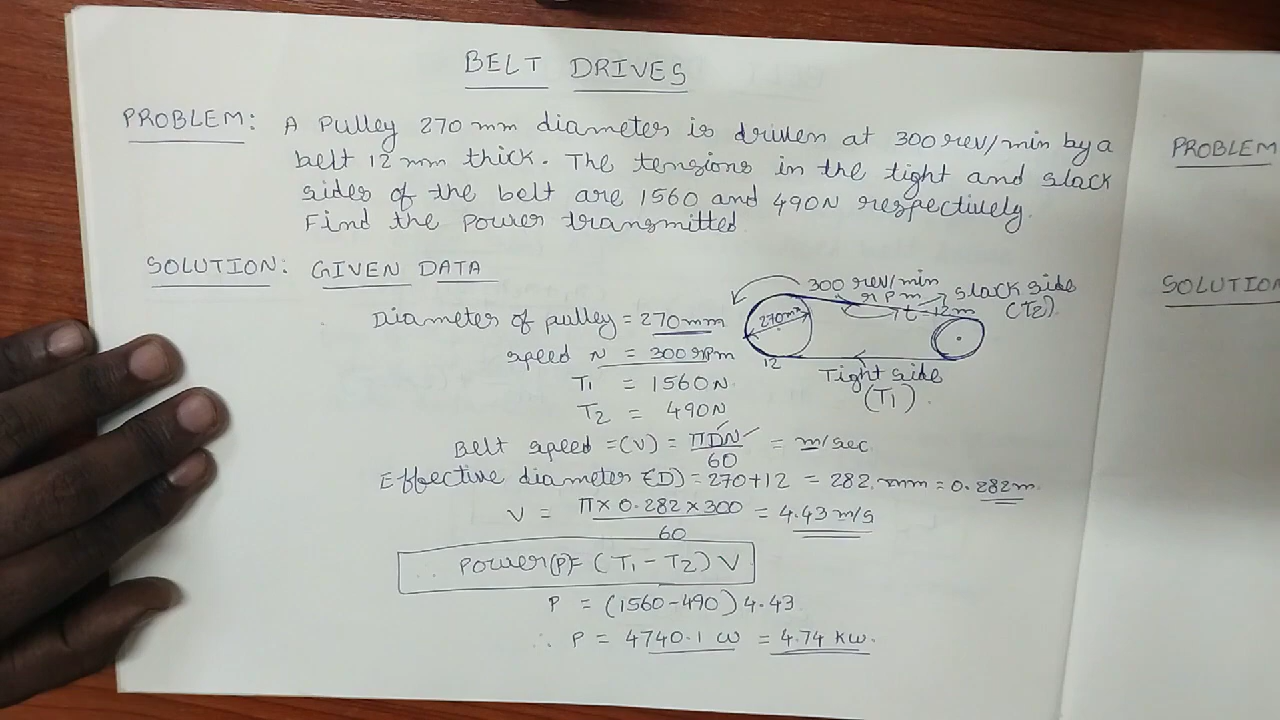 BELT DRIVES
PROBLEM: A Pulley 270 mm diameter is driven at 300 rev/min by a
belt 12 mm thick. The tensions in the tight and slack
sides of the belt are 1560 and 490N respectively.
Find the power transmitted
SOLUTION: GIVEN DATA
300 rev/min
rpm
slack side
(T2).
Diameter of pulley = 270mm
270m
t=12m
speed N = 300rpm
12
Tight side
(T1).
T1 = 1560N
T2 = 490N
Belt speed =(V) = πDN/60 = m/sec
Effective diameter (D) = 270+12 = 282 mm = 0.282m
V = π×0.282×300/60 = 4.43 m/s
∴ Power(P)= (T1-T2) V
P = (1560-490) 4.43
∴ P = 4740.1 W = 4.74 KW.
PROBLEM
SOLUTION